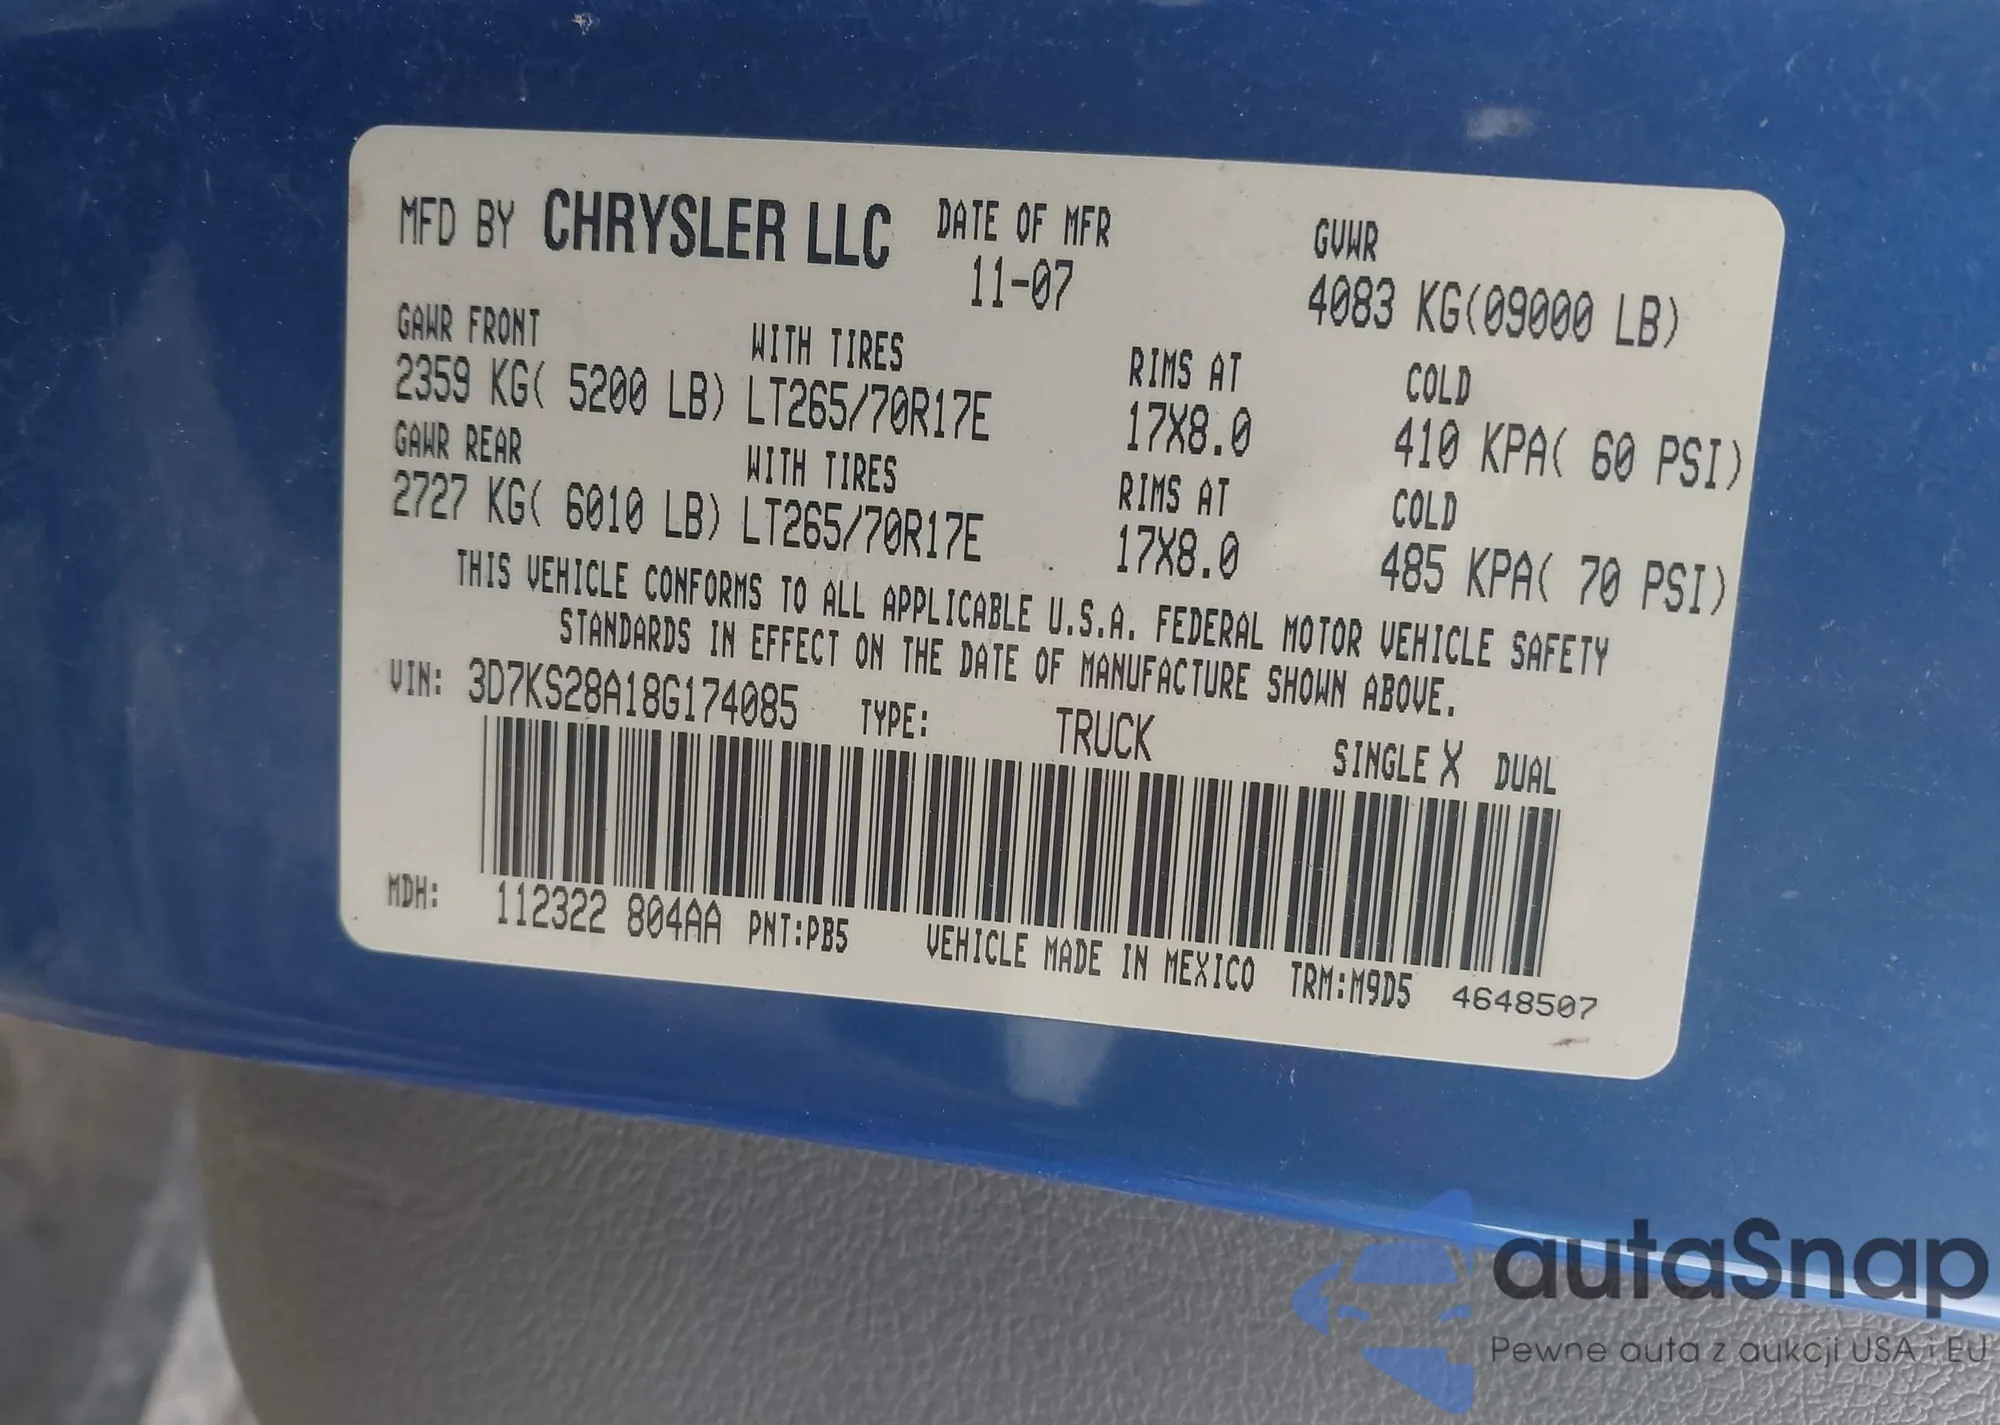 MFD BY CHRYSLER LLC DATE OF MFR GVWR
11-07 4083 KG(09000 LB)
GAWR FRONT WITH TIRES RIMS AT COLD
2359 KG( 5200 LB) LT265/70R17E 17X8.0 410 KPA( 60 PSI)
GAWR REAR WITH TIRES RIMS AT COLD
2727 KG( 6010 LB) LT265/70R17E 17X8.0 485 KPA( 70 PSI)
THIS VEHICLE CONFORMS TO ALL APPLICABLE U.S.A. FEDERAL MOTOR VEHICLE SAFETY
STANDARDS IN EFFECT ON THE DATE OF MANUFACTURE SHOWN ABOVE.
VIN: 3D7KS28A18G174085 TYPE: TRUCK SINGLE X DUAL
MDH: 112322 804AA PNT:PB5 VEHICLE MADE IN MEXICO TRM:M9D5 4648507
autaSnap
Pewne auta z aukcji USA i EU